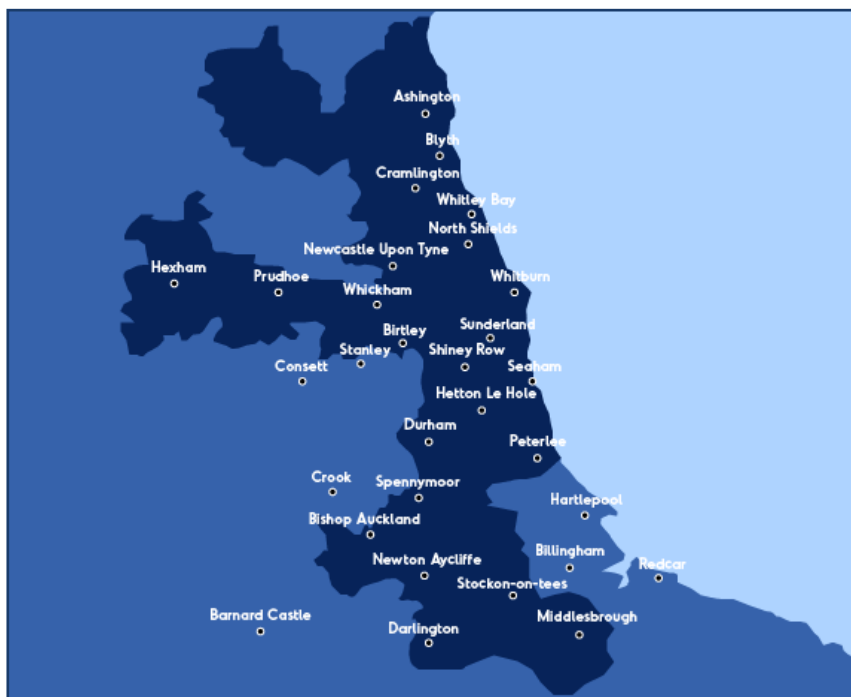 Ashington
Blyth
Cramlington
Whitley Bay
North Shields
Newcastle Upon Tyne
Hexham
Prudhoe
Whickham
Whitburn
Birtley
Sunderland
Stanley
Shiney Row
Consett
Seaham
Hetton Le Hole
Durham
Peterlee
Crook
Spennymoor
Hartlepool
Bishop Auckland
Billingham
Newton Aycliffe
Redcar
Stockon-on-tees
Barnard Castle
Darlington
Middlesbrough